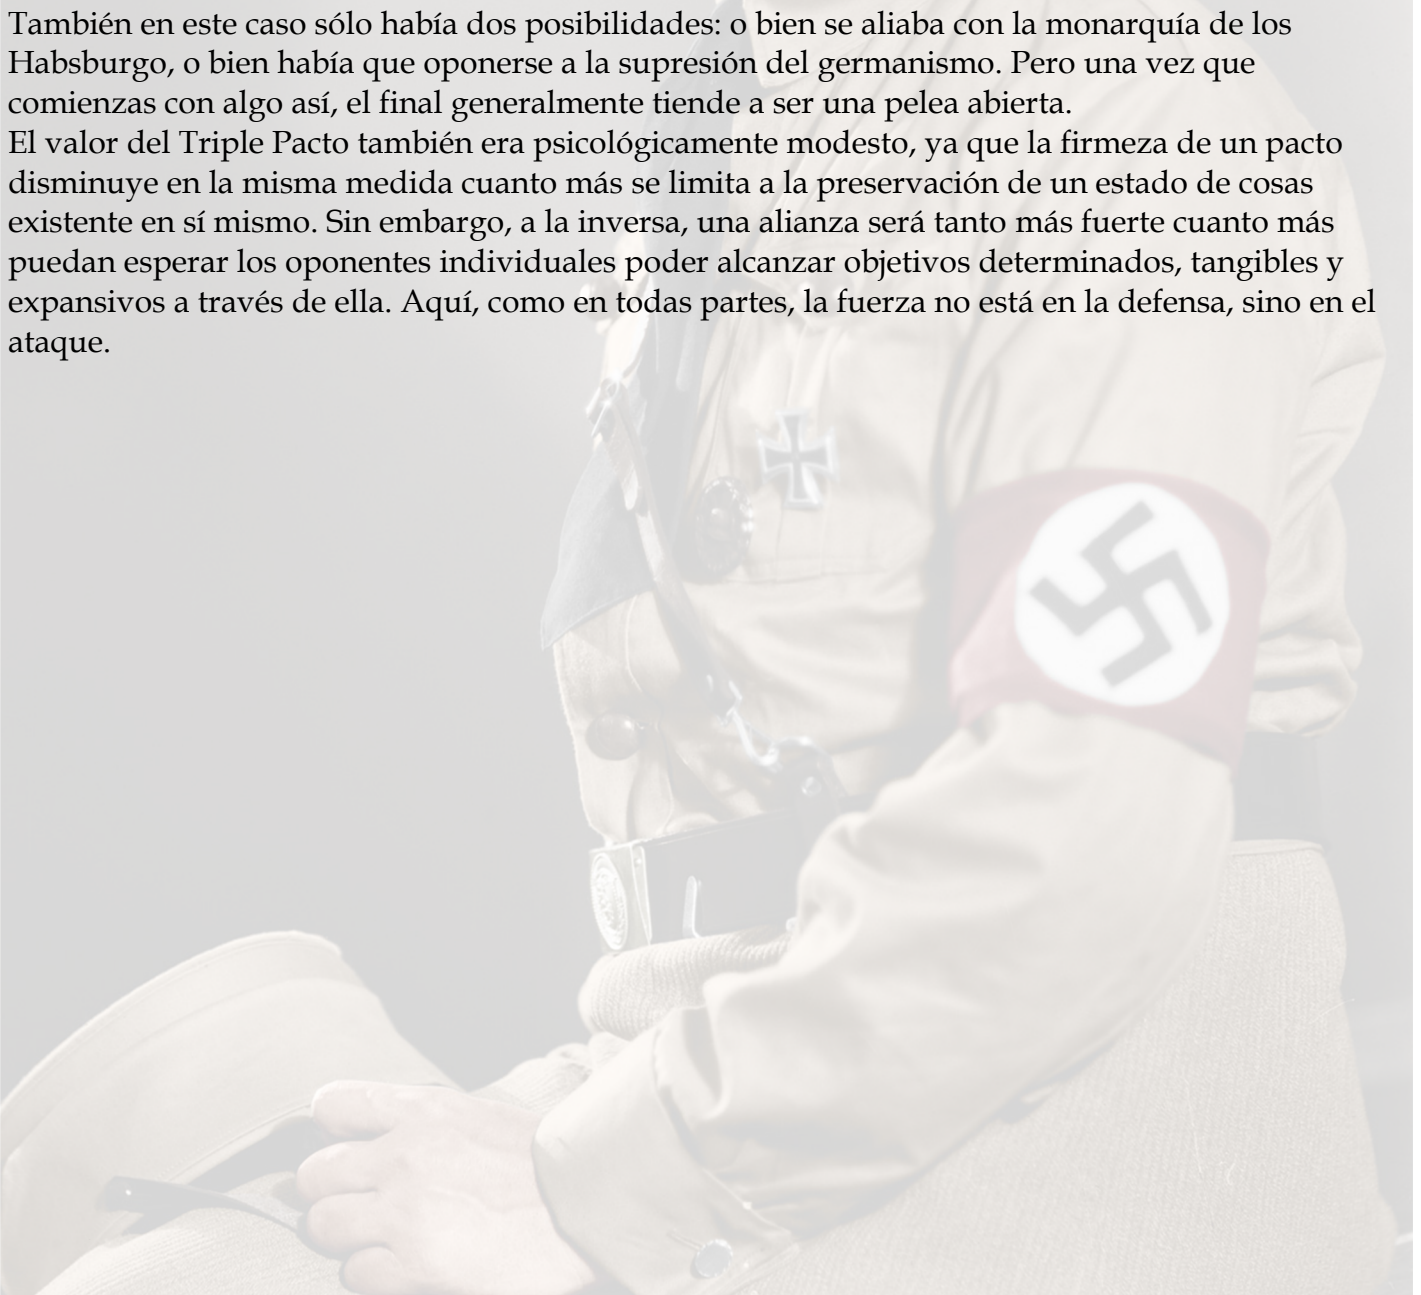 También en este caso sólo había dos posibilidades: o bien se aliaba con la monarquía de los
Habsburgo, o bien había que oponerse a la supresión del germanismo. Pero una vez que
comienzas con algo así, el final generalmente tiende a ser una pelea abierta.
El valor del Triple Pacto también era psicológicamente modesto, ya que la firmeza de un pacto
disminuye en la misma medida cuanto más se limita a la preservación de un estado de cosas
existente en sí mismo. Sin embargo, a la inversa, una alianza será tanto más fuerte cuanto más
puedan esperar los oponentes individuales poder alcanzar objetivos determinados, tangibles y
expansivos a través de ella. Aquí, como en todas partes, la fuerza no está en la defensa, sino en el
ataque.